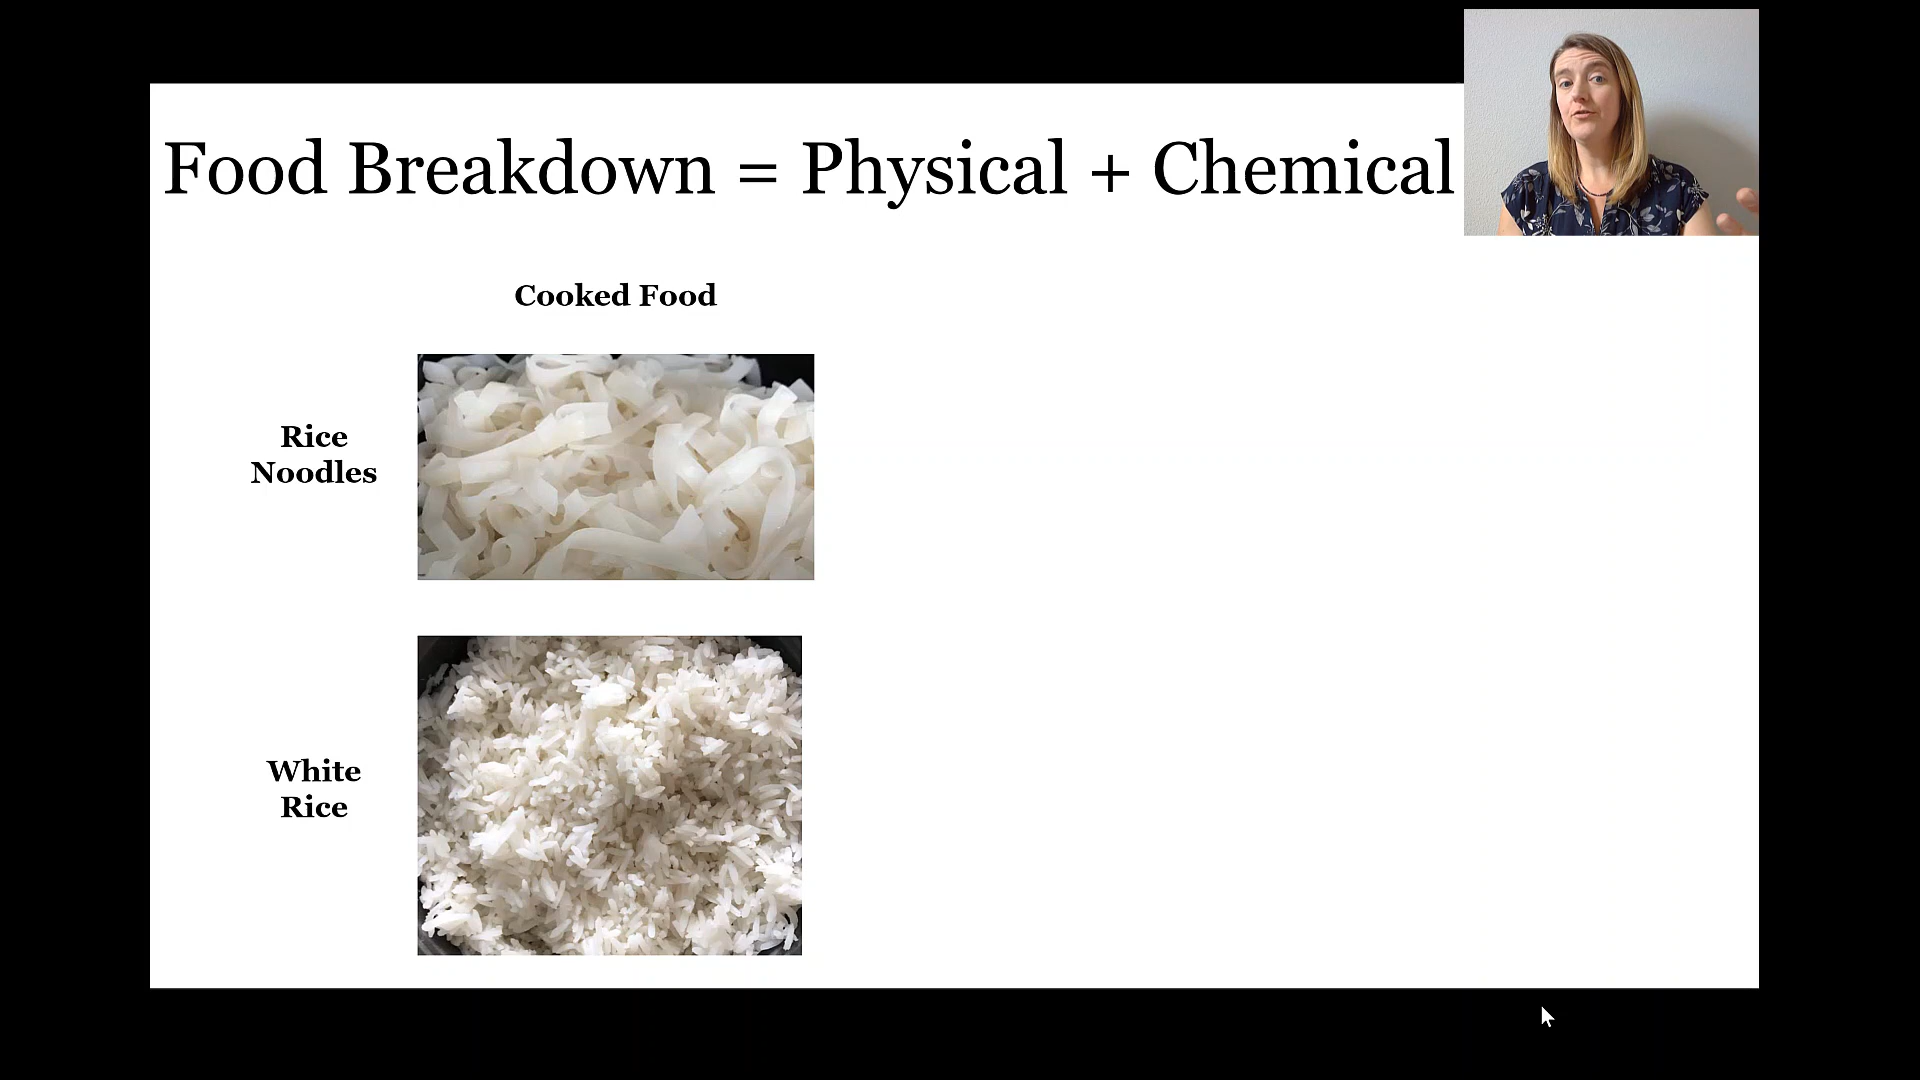 Food Breakdown = Physical + Chemical
Cooked Food
Rice
Noodles
White
Rice